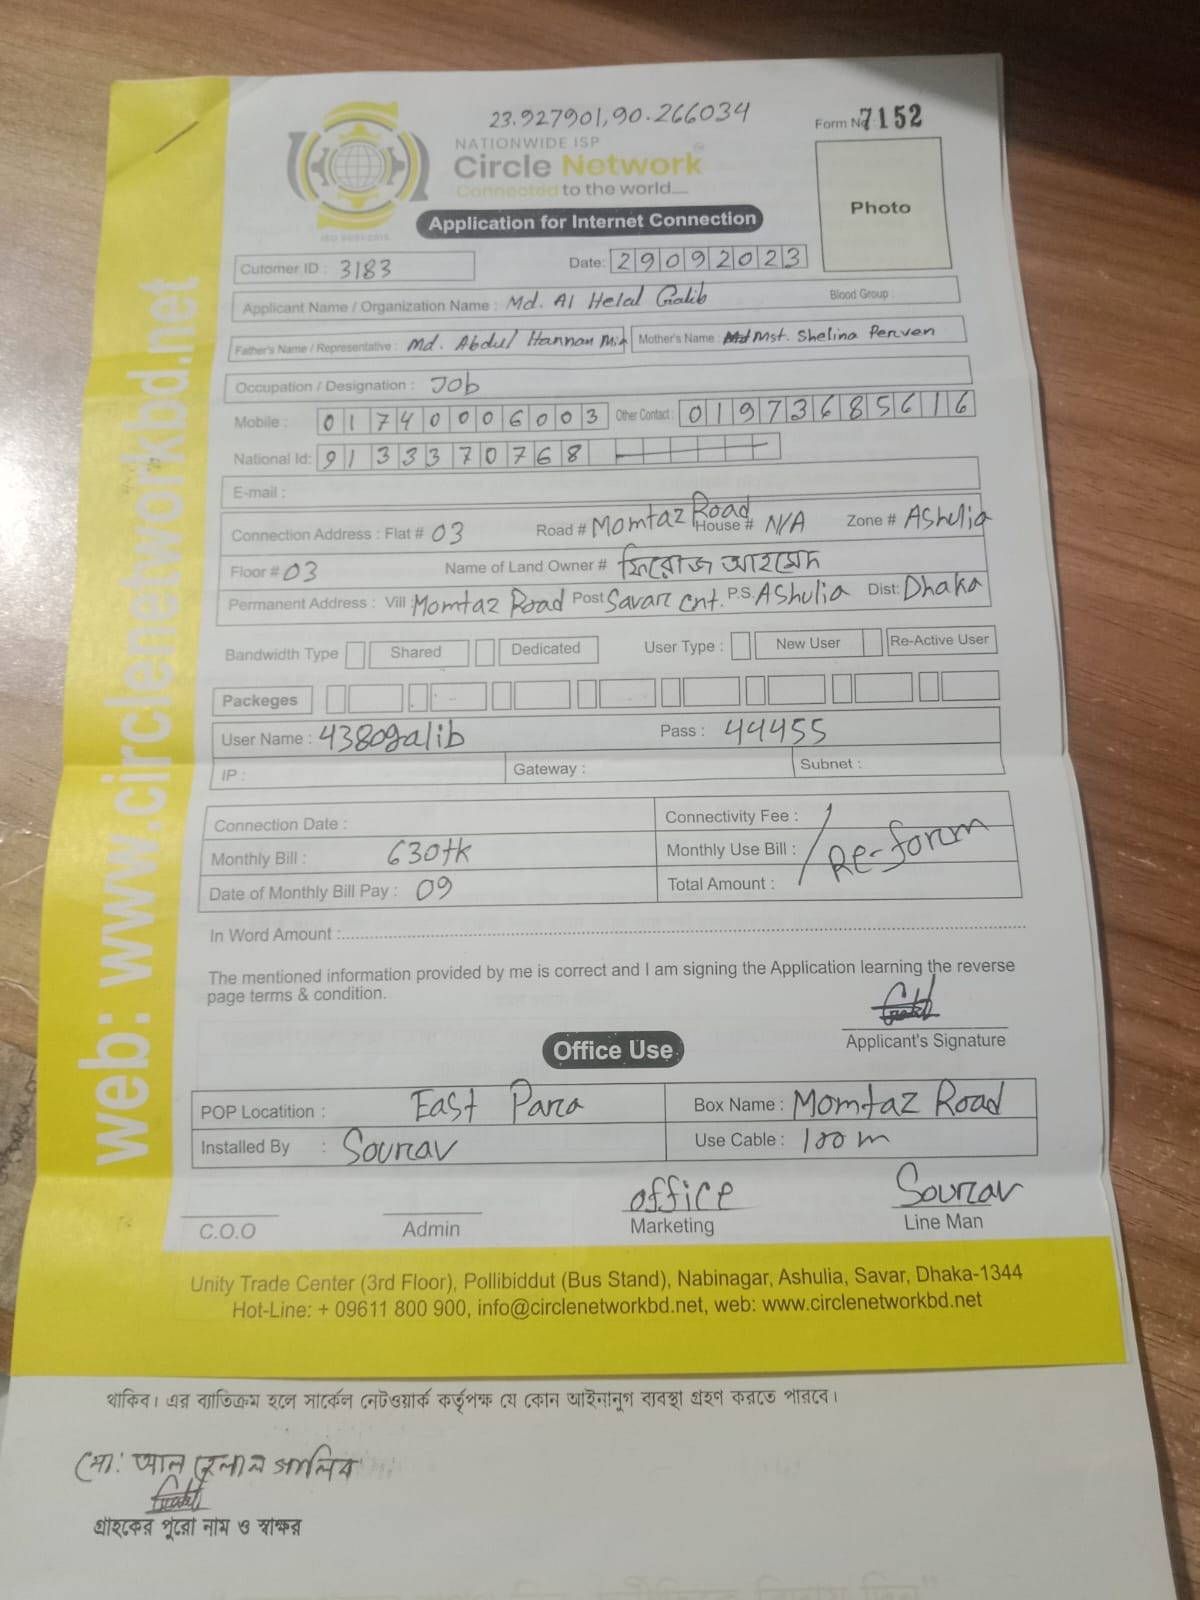 23.927901,90.266034
Form No: 7152
NATIONWIDE ISP
Circle Network
Connected to the world....
ISO 9001:2015
Photo
Application for Internet Connection
Cutomer ID : 3183
Date: 29092023
Applicant Name / Organization Name : Md. Al Helal Galib
Blood Group :
Father's Name / Representative : Md. Abdul Hannan Mia
Mother's Name : Mst. Shelina Perven
Occupation / Designation : Job
Mobile : 01740006003 Other Contact : 01973685616
National Id: 9133370768
E-mail :
Connection Address : Flat # 03 Road # Momtaz Road House # N/A Zone # Ashulia
Floor # 03 Name of Land Owner # ফিরোজ আহমেদ
Permanent Address : Vill : Momtaz Road Post Savar Cnt. P.S. Ashulia Dist: Dhaka
Bandwidth Type Shared Dedicated User Type : New User Re-Active User
Packeges
User Name : 4380galib Pass : 44455
IP : Gateway : Subnet :
Connection Date : Connectivity Fee :
Monthly Bill : 630tk Monthly Use Bill : Re-forum
Date of Monthly Bill Pay : 09 Total Amount :
In Word Amount :
The mentioned information provided by me is correct and I am signing the Application learning the reverse
page terms & condition.
Applicant's Signature
Office Use
POP Locatition : East Para Box Name : Momtaz Road
Installed By : Sourav Use Cable : 100 m
office Sourav
C.O.O Admin Marketing Line Man
Unity Trade Center (3rd Floor), Pollibiddut (Bus Stand), Nabinagar, Ashulia, Savar, Dhaka-1344
Hot-Line: + 09611 800 900, info@circlenetworkbd.net, web: www.circlenetworkbd.net
web: www.circlenetworkbd.net
থাকিব। এর ব্যতিক্রম হলে সার্কেল নেটওয়ার্ক কর্তৃপক্ষ যে কোন আইনানুগ ব্যবস্থা গ্রহণ করতে পারবে।
মো: আল হেলাল গালিব
গ্রাহকের পুরো নাম ও স্বাক্ষর